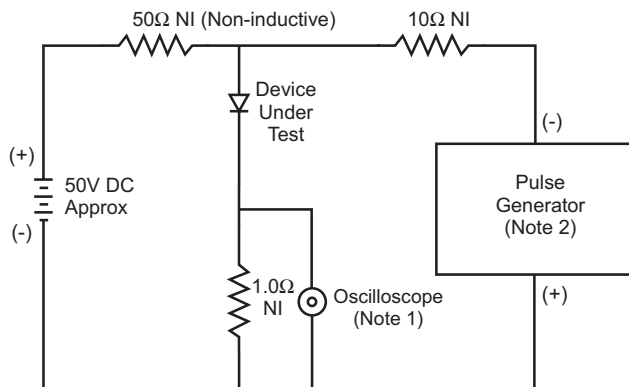 50Ω NI (Non-inductive)
10Ω NI
Device
Under
Test
(+)
50V DC
Approx
(-)
1.0Ω
NI
Oscilloscope
(Note 1)
(-)
Pulse
Generator
(Note 2)
(+)